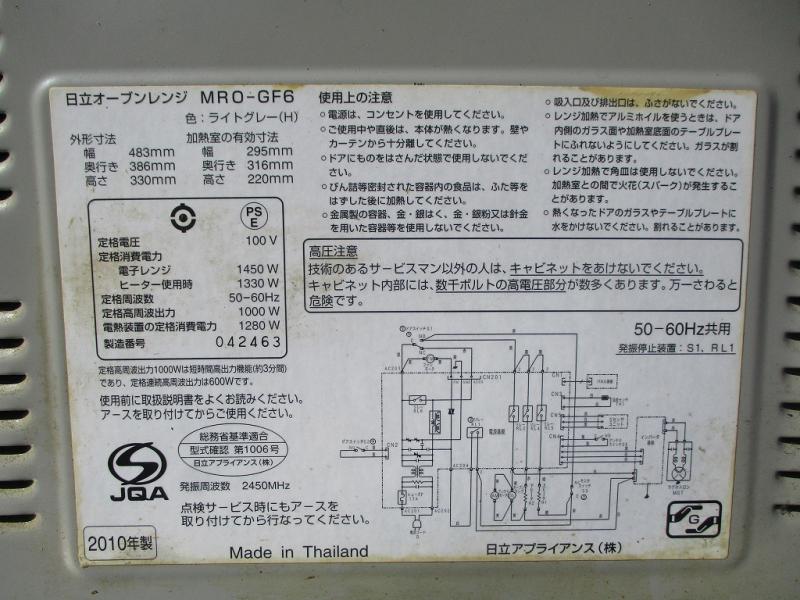 日立オーブンレンジ MRO-GF6
色：ライトグレー(H)
外形寸法 加熱室の有効寸法
幅 483mm 幅 295mm
奥行き 386mm 奥行き 316mm
高さ 330mm 高さ 220mm
PS
E
定格電圧 100V
定格消費電力
電子レンジ 1450W
ヒーター使用時 1330W
定格周波数 50-60Hz
定格高周波出力 1000W
電熱装置の定格消費電力 1280W
製造番号 042463
定格高周波出力1000Wは短時間高出力機能(約3分間)
であり、定格連続高周波出力は600Wです。
使用前に取扱説明書をよくお読みください。
アースを取り付けてからご使用ください。
JQA
総務省基準適合
型式確認 第1006号
日立アプライアンス(株)
発振周波数 2450MHz
点検サービス時にもアースを
取り付けてから行なってください。
2010年製
Made in Thailand
使用上の注意
○電源は、コンセントを使用してください。
○ご使用中や直後は、本体が熱くなります。壁や
カーテンから十分離してください。
○ドアにものをはさんだ状態で使用しないでくだ
さい。
○びん詰等密封された容器内の食品は、ふた等を
はずした後に加熱してください。
○金属製の容器、金・銀はく、金・銀粉又は針金
を用いた容器等を使用しないでください。
○吸入口及び排出口は、ふさがないでください。
○レンジ加熱でアルミホイルを使うときは、ドア
内側のガラス面や加熱室底面のテーブルプレー
トにふれないようにしてください。ガラスが割
れることがあります。
○レンジ加熱で角皿は使用しないでください。
加熱室との間で火花(スパーク)が発生するこ
とがあります。
○熱くなったドアのガラスやテーブルプレートに
水をかけないでください。割れることがあります。
高圧注意
技術のあるサービスマン以外の人は、キャビネットをあけないでください。
キャビネット内部には、数千ボルトの高電圧部分が数多くあります。万一さわると
危険です。
50-60Hz共用
発振停止装置：S1, RL1
CN201
CN2
インバータ
マグネトロン
G
日立アプライアンス(株)